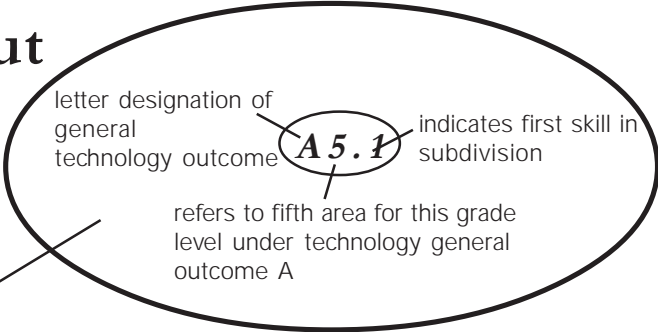 ut
letter designation of
general
technology outcome
A5.1
indicates first skill in
subdivision
refers to fifth area for this grade
level under technology general
outcome A